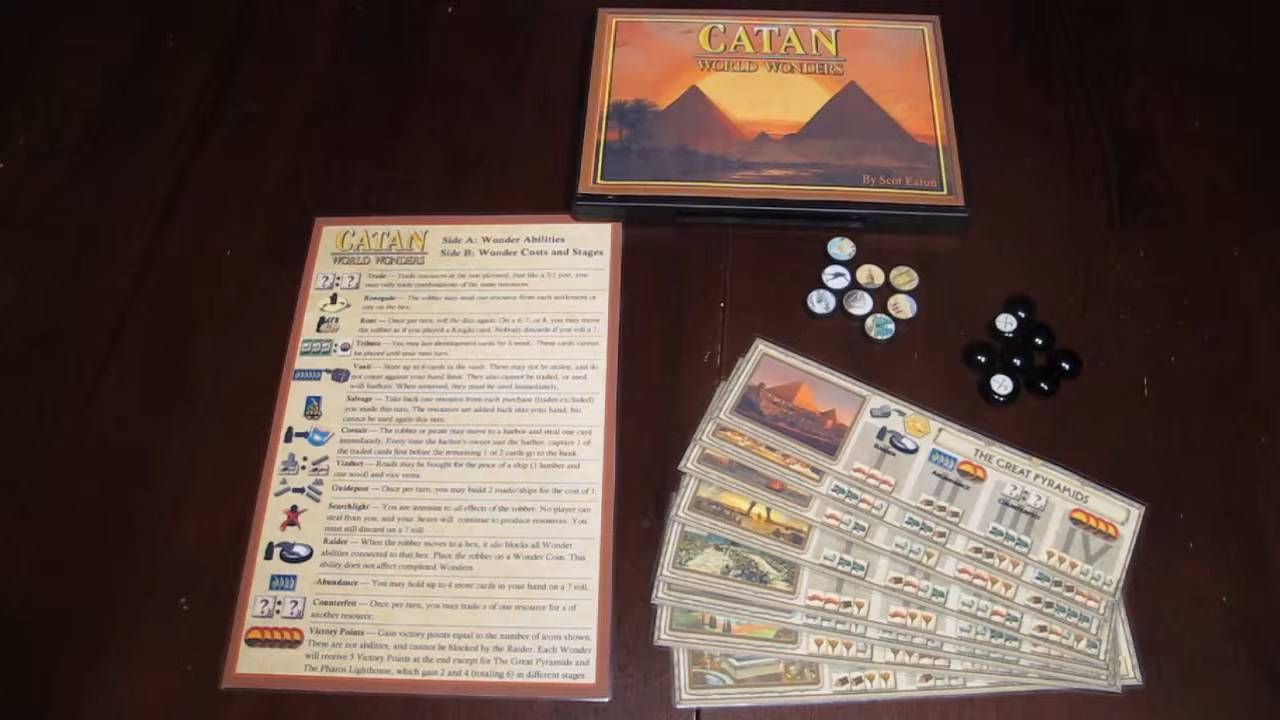 CATAN
WORLD WONDERS
By Scot Eaton
CATAN
WORLD WONDERS
Side A: Wonder Abilities
Side B: Wonder Costs and Stages
Trade — Trade resources at the rate pictured. Just like a 2:1 port, you
may only trade combinations of the same resources.
Renegade — The robber may steal one resource from each settlement or
city on the hex.
Rout — Once per turn, roll the dice again. On a 6, 7, or 8, you may move
the robber as if you played a Knight card. Nobody discards if you roll a 7.
Tribute — You may buy development cards for 3 wool. These cards cannot
be played until your next turn.
Vault — Store up to 6 cards in the vault. These may not be stolen, and do
not count against your hand limit. They also cannot be traded, or used
with harbors. When removed, they must be used immediately.
Salvage — Take back one resource from each purchase (trades excluded)
you made this turn. The resources are added back into your hand, but
cannot be used again this turn.
Corsair — The robber or pirate may move to a harbor and steal one card
immediately. Every time the harbor's owner uses the harbor, capture 1 of
the traded cards first before the remaining 1 or 2 cards go to the bank.
Viaduct — Roads may be bought for the price of a ship (1 lumber and
one wool) and vice versa.
Guidepost — Once per turn, you may build 2 roads/ships for the cost of 1.
Searchlight — You are immune to all effects of the robber. No player can
steal from you, and your hexes will continue to produce resources. You
must still discard on a 7 roll.
Raider — When the robber moves to a hex, it also blocks all Wonder
abilities connected to that hex. Place the robber on a Wonder Coin. This
ability does not affect completed Wonders.
Abundance — You may hold up to 4 more cards in your hand on a 7 roll.
? : ?
Counterfeit — Once per turn, you may trade x of one resource for x of
another resource.
Victory Points — Gain victory points equal to the number of icons shown.
These are not abilities, and cannot be blocked by the Raider. Each Wonder
will receive 5 Victory Points at the end except for The Great Pyramids and
The Pharos Lighthouse, which gain 2 and 4 (totaling 6) in different stages.
THE GREAT PYRAMIDS
Raider
Abundance
Counterfeit
? : ?
IV